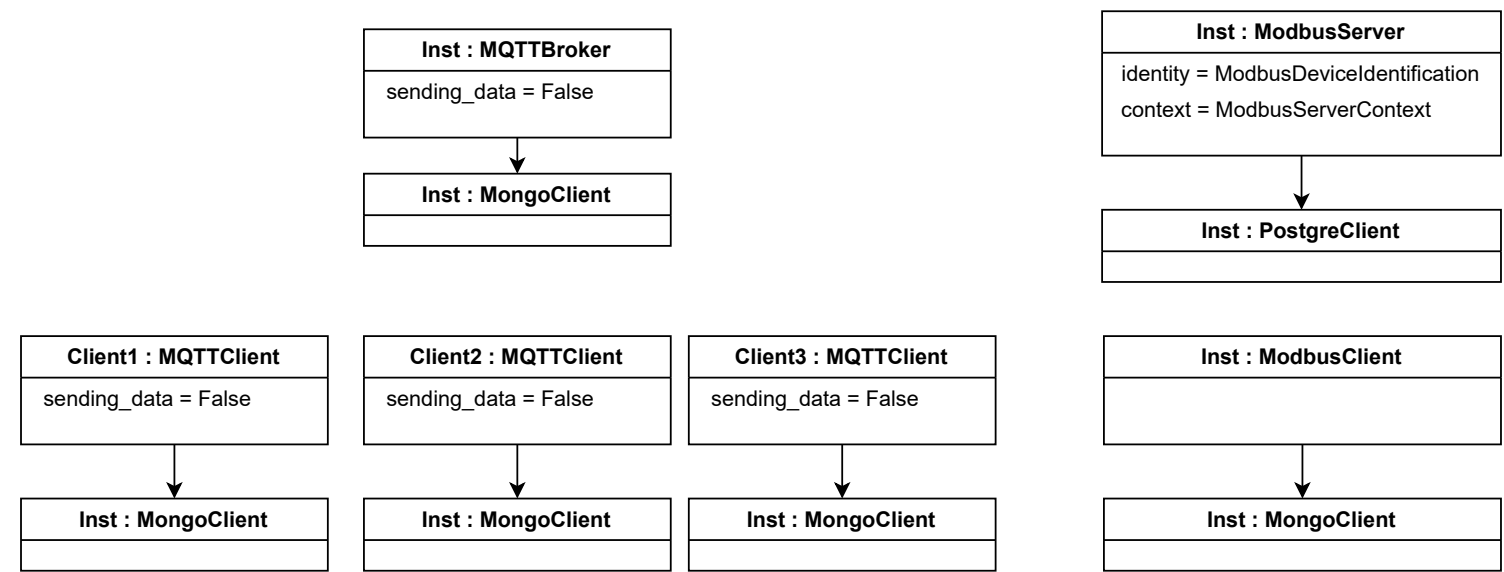 Inst : MQTTBroker
sending_data = False
Inst : MongoClient
Inst : ModbusServer
identity = ModbusDeviceIdentification
context = ModbusServerContext
Inst : PostgreClient
Client1 : MQTTClient
sending_data = False
Inst : MongoClient
Client2 : MQTTClient
sending_data = False
Inst : MongoClient
Client3 : MQTTClient
sending_data = False
Inst : MongoClient
Inst : ModbusClient
Inst : MongoClient